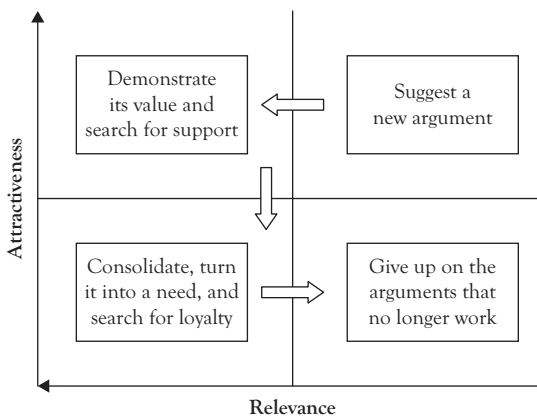 Attractiveness
Demonstrate
its value and
search for support
Suggest a
new argument
Consolidate, turn
it into a need, and
search for loyalty
Give up on the
arguments that
no longer work
Relevance